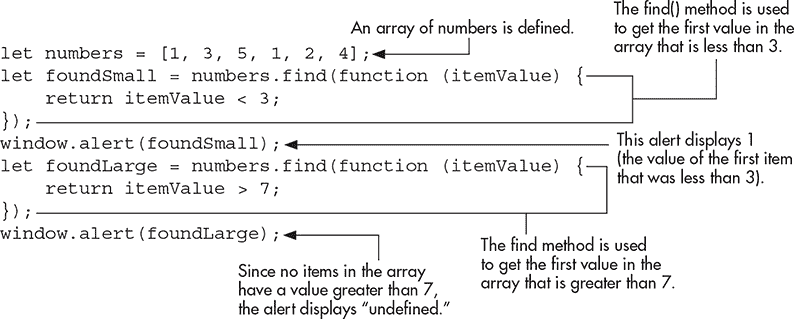 The find() method is used
to get the first value in the
array that is less than 3.
An array of numbers is defined.
let numbers = [1, 3, 5, 1, 2, 4];
let foundSmall = numbers.find(function (itemValue) {
    return itemValue < 3;
});
window.alert(foundSmall);
This alert displays 1
(the value of the first item
that was less than 3).
let foundLarge = numbers.find(function (itemValue) {
    return itemValue > 7;
});
window.alert(foundLarge);
The find method is used
to get the first value in the
array that is greater than 7.
Since no items in the array
have a value greater than 7,
the alert displays “undefined.”